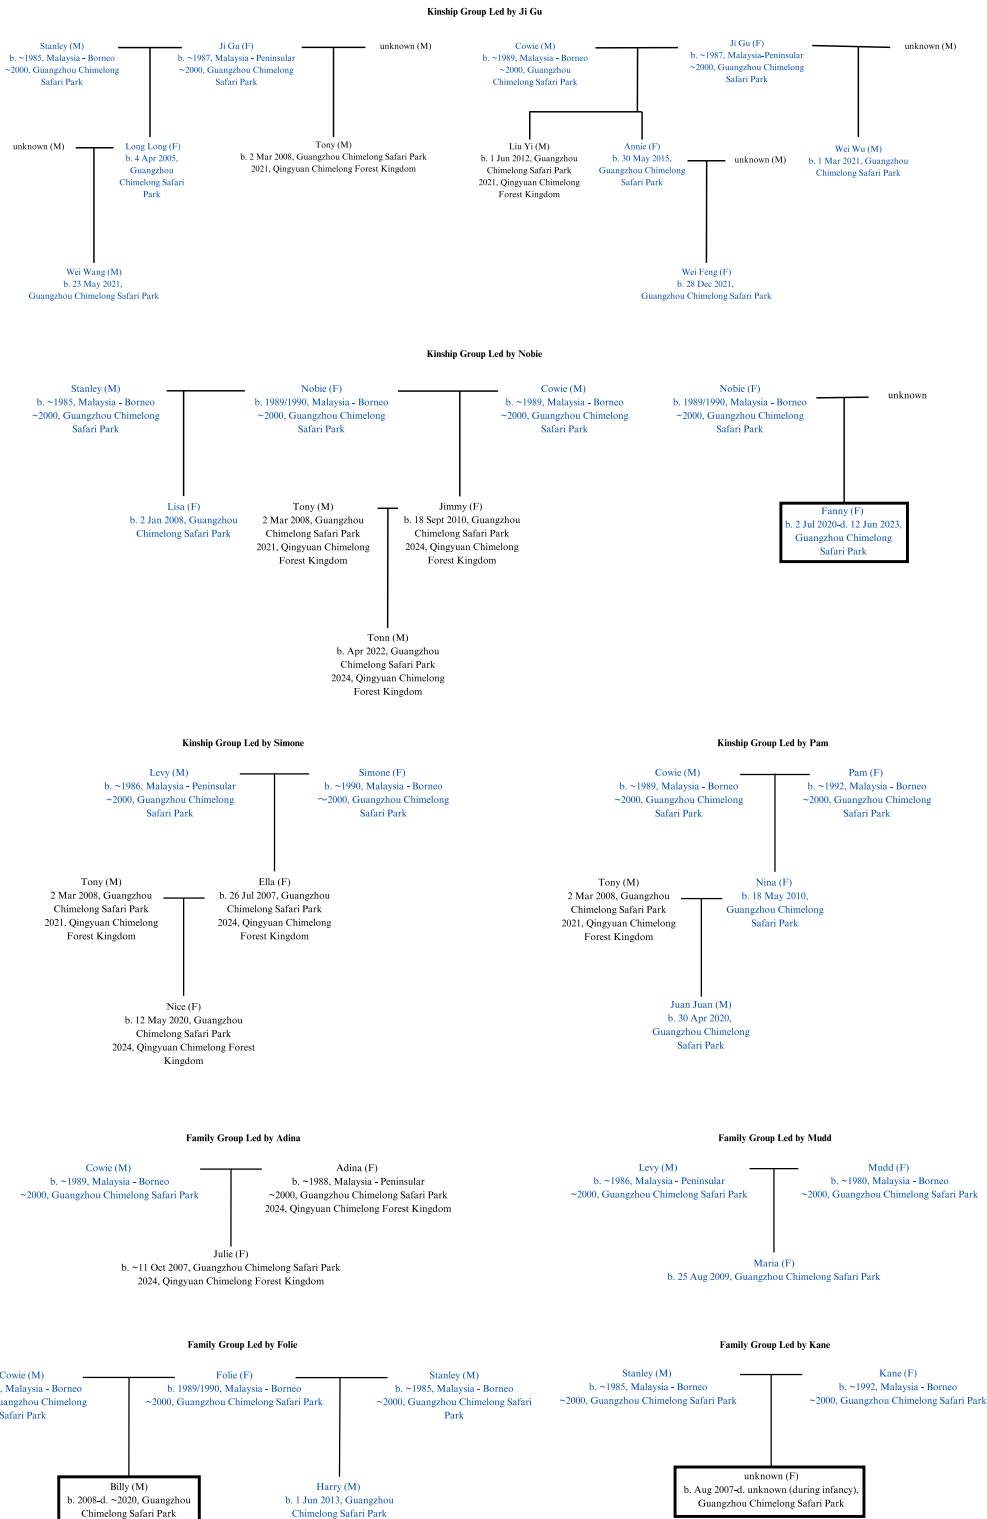 Kinship Group Led by Ji Gu
Stanley (M)
b. ~1985, Malaysia - Borneo
~2000, Guangzhou Chimelong
Safari Park
Ji Gu (F)
b. ~1987, Malaysia - Peninsular
~2000, Guangzhou Chimelong
Safari Park
unknown (M)
Cowie (M)
b. ~1989, Malaysia - Borneo
~2000, Guangzhou
Chimelong Safari Park
Ji Gu (F)
b. ~1987, Malaysia-Peninsular
~2000, Guangzhou Chimelong
Safari Park
unknown (M)
unknown (M)
Long Long (F)
b. 4 Apr 2005,
Guangzhou
Chimelong Safari
Park
Tony (M)
b. 2 Mar 2008, Guangzhou Chimelong Safari Park
2021, Qingyuan Chimelong Forest Kingdom
Liu Yi (M)
b. 1 Jun 2012, Guangzhou
Chimelong Safari Park
2021, Qingyuan Chimelong
Forest Kingdom
Annie (F)
b. 30 May 2015,
Guangzhou Chimelong
Safari Park
unknown (M)
Wei Wu (M)
b. 1 Mar 2021, Guangzhou
Chimelong Safari Park
Wei Wang (M)
b. 23 May 2021,
Guangzhou Chimelong Safari Park
Wei Feng (F)
b. 28 Dec 2021,
Guangzhou Chimelong Safari Park
Kinship Group Led by Nobie
Stanley (M)
b. ~1985, Malaysia - Borneo
~2000, Guangzhou Chimelong
Safari Park
Nobie (F)
b. 1989/1990, Malaysia - Borneo
~2000, Guangzhou Chimelong
Safari Park
Cowie (M)
b. ~1989, Malaysia - Borneo
~2000, Guangzhou Chimelong
Safari Park
Nobie (F)
b. 1989/1990, Malaysia - Borneo
~2000, Guangzhou Chimelong
Safari Park
unknown
Lisa (F)
b. 2 Jan 2008, Guangzhou
Chimelong Safari Park
Tony (M)
2 Mar 2008, Guangzhou
Chimelong Safari Park
2021, Qingyuan Chimelong
Forest Kingdom
Jimmy (F)
b. 18 Sept 2010, Guangzhou
Chimelong Safari Park
2024, Qingyuan Chimelong
Forest Kingdom
Fanny (F)
b. 2 Jul 2020-d. 12 Jun 2023,
Guangzhou Chimelong
Safari Park
Tonn (M)
b. Apr 2022, Guangzhou
Chimelong Safari Park
2024, Qingyuan Chimelong
Forest Kingdom
Kinship Group Led by Simone
Levy (M)
b. ~1986, Malaysia - Peninsular
~2000, Guangzhou Chimelong
Safari Park
Simone (F)
b. ~1990, Malaysia - Borneo
~2000, Guangzhou Chimelong
Safari Park
Tony (M)
2 Mar 2008, Guangzhou
Chimelong Safari Park
2021, Qingyuan Chimelong
Forest Kingdom
Ella (F)
b. 26 Jul 2007, Guangzhou
Chimelong Safari Park
2024, Qingyuan Chimelong
Forest Kingdom
Nice (F)
b. 12 May 2020, Guangzhou
Chimelong Safari Park
2024, Qingyuan Chimelong Forest
Kingdom
Kinship Group Led by Pam
Cowie (M)
b. ~1989, Malaysia - Borneo
~2000, Guangzhou Chimelong
Safari Park
Pam (F)
b. ~1992, Malaysia - Borneo
~2000, Guangzhou Chimelong
Safari Park
Tony (M)
2 Mar 2008, Guangzhou
Chimelong Safari Park
2021, Qingyuan Chimelong
Forest Kingdom
Nina (F)
b. 18 May 2010,
Guangzhou Chimelong
Safari Park
Juan Juan (M)
b. 30 Apr 2020,
Guangzhou Chimelong
Safari Park
Family Group Led by Adina
Cowie (M)
b. ~1989, Malaysia - Borneo
~2000, Guangzhou Chimelong Safari Park
Adina (F)
b. ~1988, Malaysia - Peninsular
~2000, Guangzhou Chimelong Safari Park
2024, Qingyuan Chimelong Forest Kingdom
Julie (F)
b. ~11 Oct 2007, Guangzhou Chimelong Safari Park
2024, Qingyuan Chimelong Forest Kingdom
Family Group Led by Mudd
Levy (M)
b. ~1986, Malaysia - Peninsular
~2000, Guangzhou Chimelong Safari Park
Mudd (F)
b. ~1980, Malaysia - Borneo
~2000, Guangzhou Chimelong Safari Park
Maria (F)
b. 25 Aug 2009, Guangzhou Chimelong Safari Park
Family Group Led by Folie
Cowie (M)
, Malaysia - Borneo
uangzhou Chimelong
Safari Park
Folie (F)
b. 1989/1990, Malaysia - Borneo
~2000, Guangzhou Chimelong Safari Park
Stanley (M)
b. ~1985, Malaysia - Borneo
~2000, Guangzhou Chimelong Safari
Park
Billy (M)
b. 2008-d. ~2020, Guangzhou
Chimelong Safari Park
Harry (M)
b. 1 Jun 2013, Guangzhou
Chimelong Safari Park
Family Group Led by Kane
Stanley (M)
b. ~1985, Malaysia - Borneo
~2000, Guangzhou Chimelong Safari Park
Kane (F)
b. ~1992, Malaysia - Borneo
~2000, Guangzhou Chimelong Safari Park
unknown (F)
b. Aug 2007-d. unknown (during infancy),
Guangzhou Chimelong Safari Park